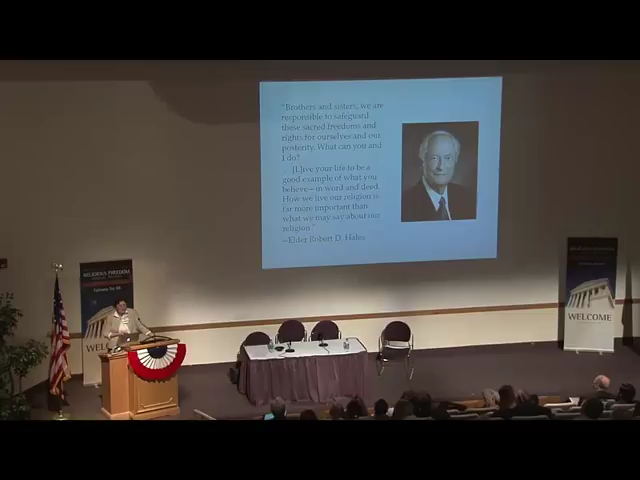 "Brothers and sisters, we are
responsible to safeguard
these sacred freedoms and
rights for ourselves and our
posterity. What can you and
I do?
[L]ive your life to be a
good example of what you
believe—in word and deed.
How we live our religion is
far more important than
what we may say about our
religion."
—Elder Robert D. Hales
RELIGIOUS FREEDOM
WE
WELCOME